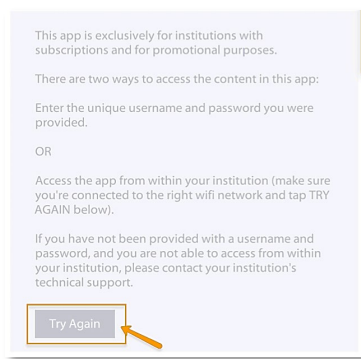 This app is exclusively for institutions with
subscriptions and for promotional purposes.
There are two ways to access the content in this app:
Enter the unique username and password you were
provided.
OR
Access the app from within your institution (make sure
you're connected to the right wifi network and tap TRY
AGAIN below).
If you have not been provided with a username and
password, and you are not able to access from within
your institution, please contact your institution's
technical support.
Try Again